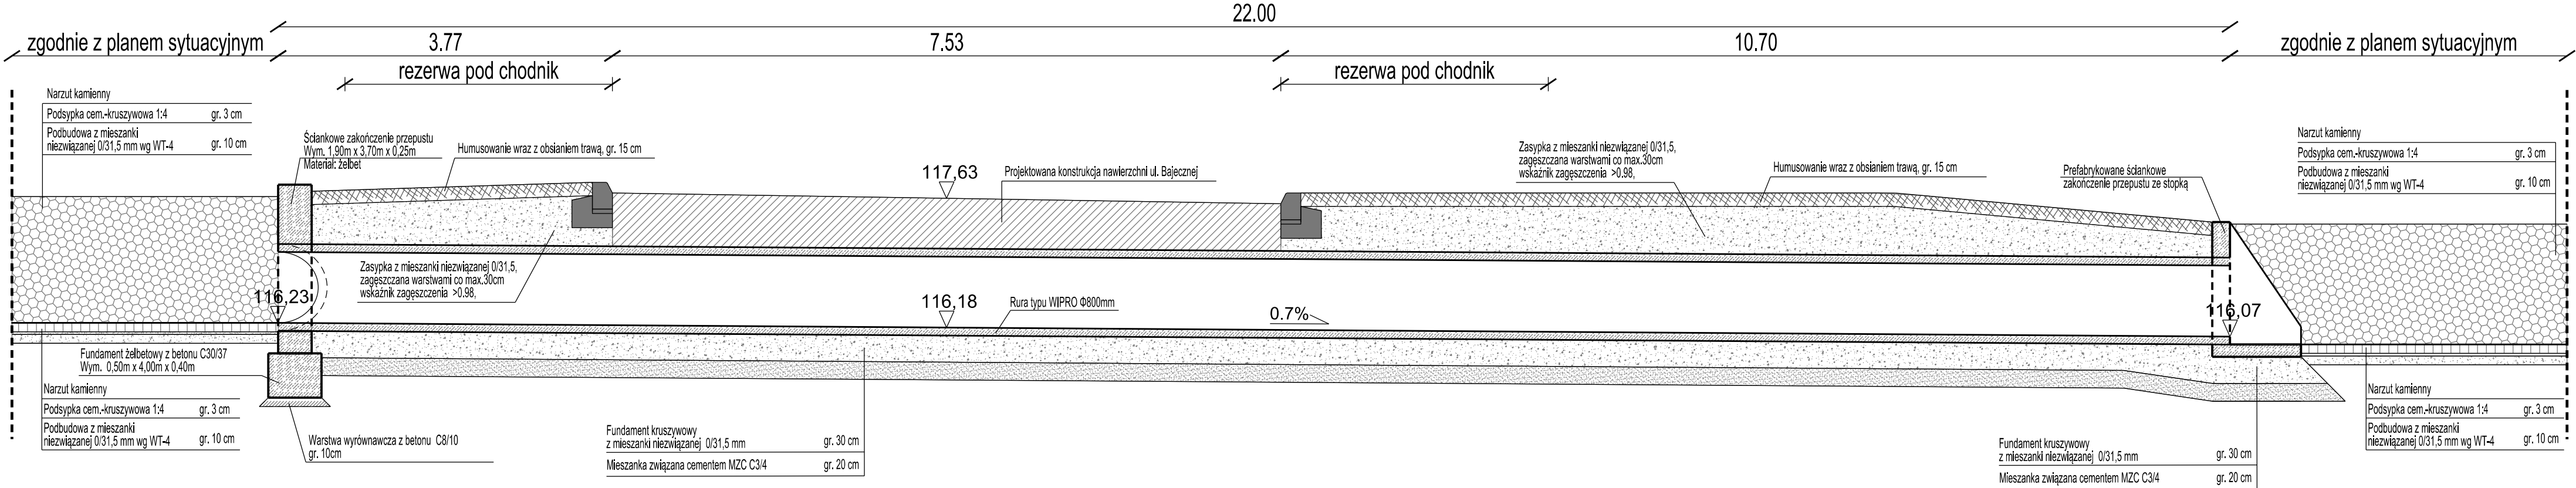 22.00
zgodnie z planem sytuacyjnym 3.77 7.53 10.70 zgodnie z planem sytuacyjnym
rezerwa pod chodnik rezerwa pod chodnik
Narzut kamienny
Podsypka cem.-kruszywowa 1:4 gr. 3 cm
Podbudowa z mieszanki
niezwiązanej 0/31,5 mm wg WT-4 gr. 10 cm
Ściankowe zakończenie przepustu
Wym. 1,90m x 3,70m x 0,25m
Materiał: żelbet
Humusowanie wraz z obsianiem trawą, gr. 15 cm
117,63
Projektowana konstrukcja nawierzchni ul. Bajecznej
Zasypka z mieszanki niezwiązanej 0/31,5,
zagęszczana warstwami co max.30cm
wskaźnik zagęszczenia >0.98,
Humusowanie wraz z obsianiem trawą, gr. 15 cm
Prefabrykowane ściankowe
zakończenie przepustu ze stopką
Narzut kamienny
Podsypka cem.-kruszywowa 1:4 gr. 3 cm
Podbudowa z mieszanki
niezwiązanej 0/31,5 mm wg WT-4 gr. 10 cm
Zasypka z mieszanki niezwiązanej 0/31,5,
zagęszczana warstwami co max.30cm
wskaźnik zagęszczenia >0.98,
116,23
116,18
Rura typu WIPRO Φ800mm
0.7%
116,07
Fundament żelbetowy z betonu C30/37
Wym. 0,50m x 4,00m x 0,40m
Narzut kamienny
Podsypka cem.-kruszywowa 1:4 gr. 3 cm
Podbudowa z mieszanki
niezwiązanej 0/31,5 mm wg WT-4 gr. 10 cm
Warstwa wyrównawcza z betonu C8/10
gr. 10cm
Fundament kruszywowy
z mieszanki niezwiązanej 0/31,5 mm gr. 30 cm
Mieszanka związana cementem MZC C3/4 gr. 20 cm
Fundament kruszywowy
z mieszanki niezwiązanej 0/31,5 mm gr. 30 cm
Mieszanka związana cementem MZC C3/4 gr. 20 cm
Narzut kamienny
Podsypka cem.-kruszywowa 1:4 gr. 3 cm
Podbudowa z mieszanki
niezwiązanej 0/31,5 mm wg WT-4 gr. 10 cm